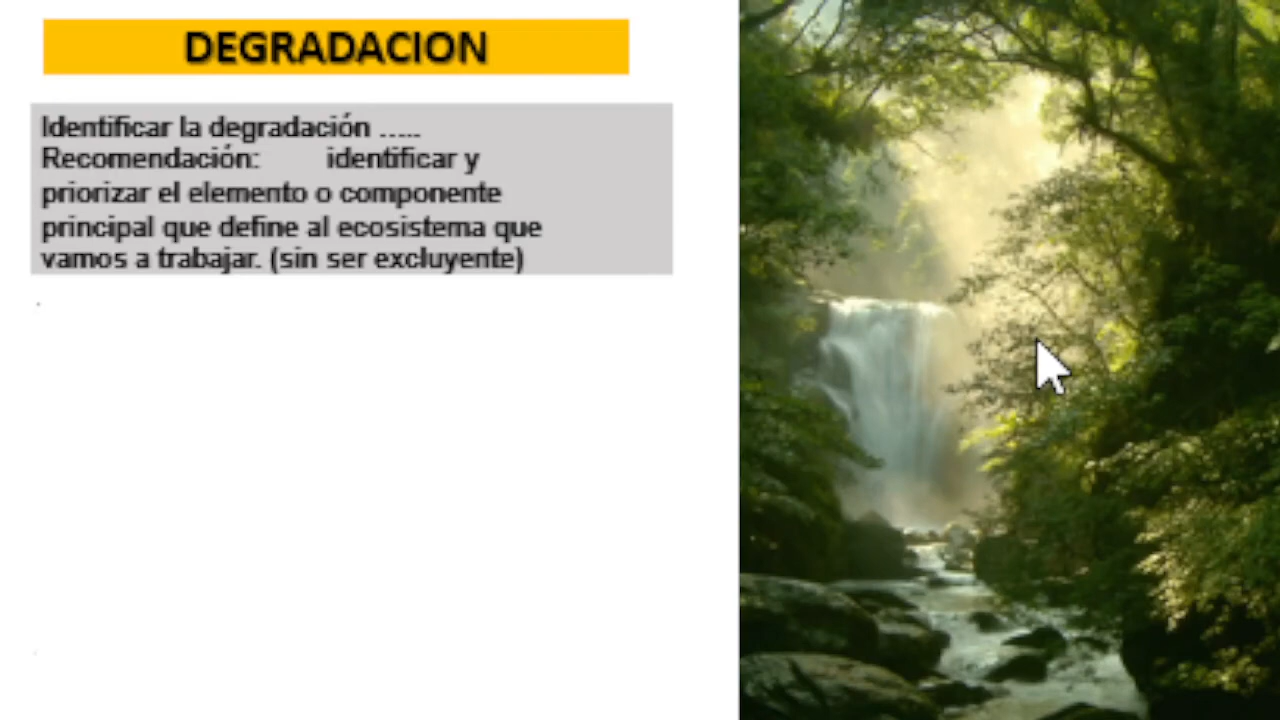 DEGRADACION
Identificar la degradación .....
Recomendación: identificar y
priorizar el elemento o componente
principal que define al ecosistema que
vamos a trabajar. (sin ser excluyente)